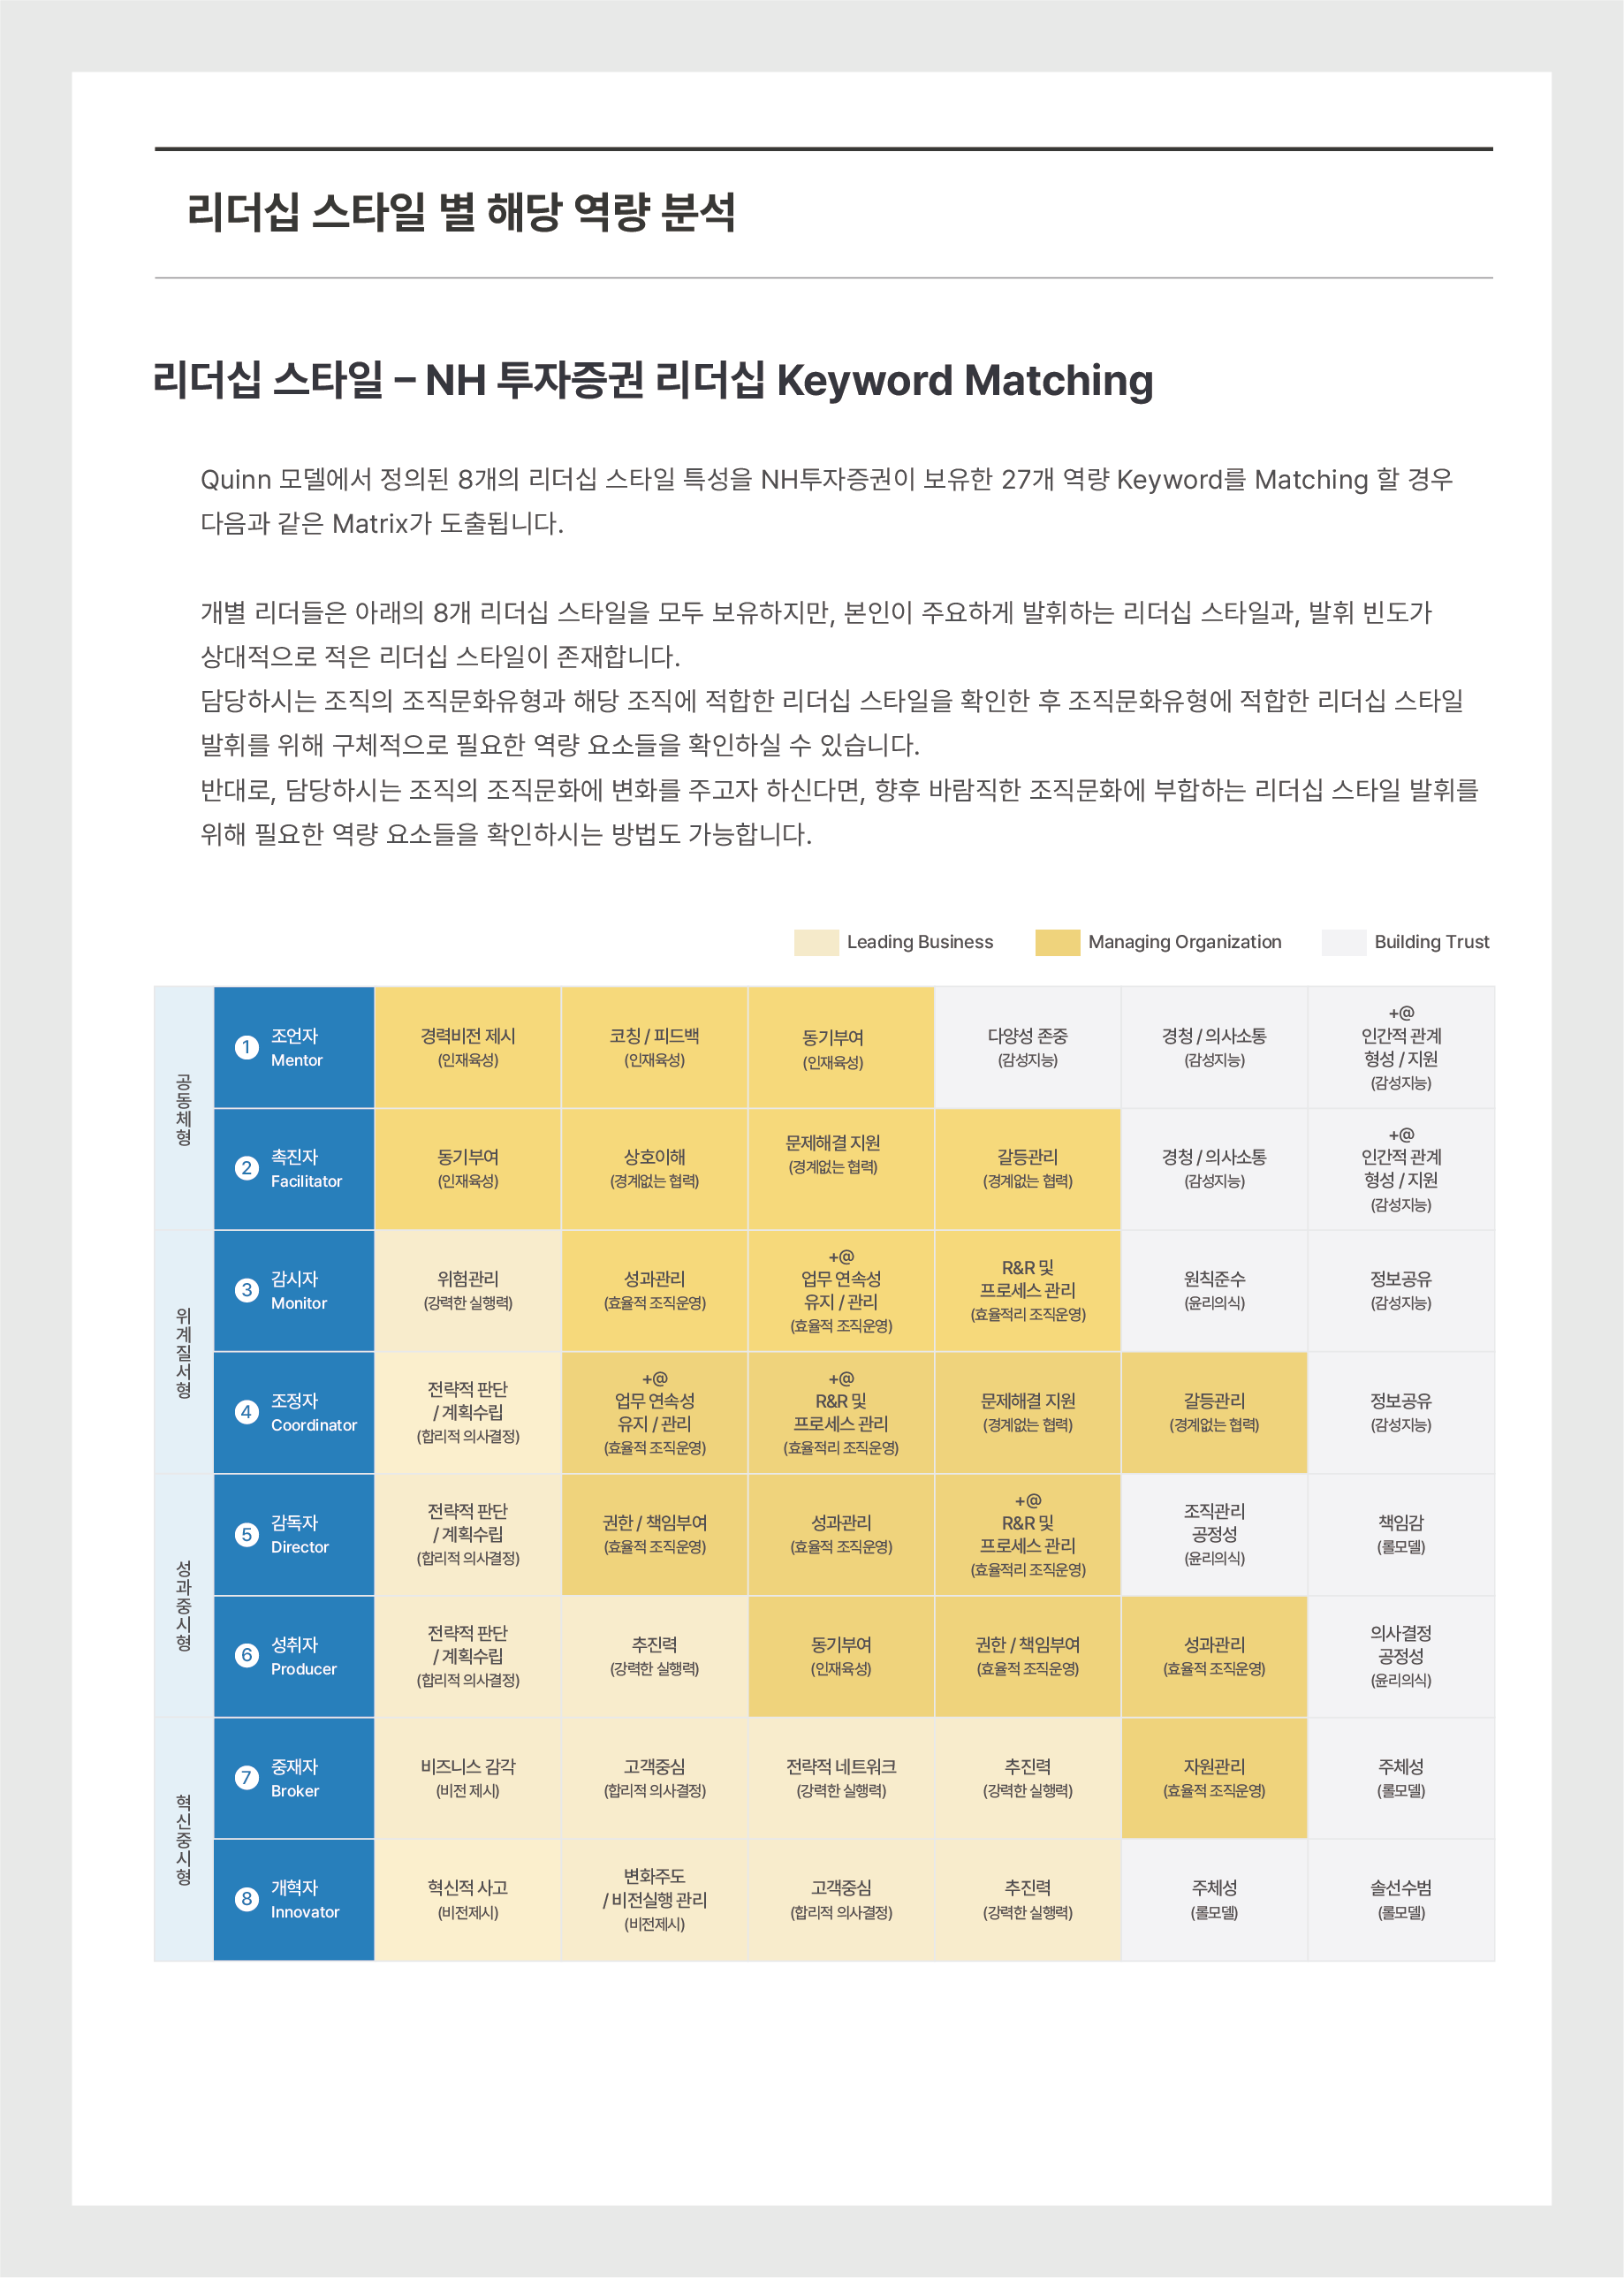 리더십 스타일 별 해당 역량 분석
리더십 스타일 – NH 투자증권 리더십 Keyword Matching
Quinn 모델에서 정의된 8개의 리더십 스타일 특성을 NH투자증권이 보유한 27개 역량 Keyword를 Matching 할 경우
다음과 같은 Matrix가 도출됩니다.
개별 리더들은 아래의 8개 리더십 스타일을 모두 보유하지만, 본인이 주요하게 발휘하는 리더십 스타일과, 발휘 빈도가
상대적으로 적은 리더십 스타일이 존재합니다.
담당하시는 조직의 조직문화유형과 해당 조직에 적합한 리더십 스타일을 확인한 후 조직문화유형에 적합한 리더십 스타일
발휘를 위해 구체적으로 필요한 역량 요소들을 확인하실 수 있습니다.
반대로, 담당하시는 조직의 조직문화에 변화를 주고자 하신다면, 향후 바람직한 조직문화에 부합하는 리더십 스타일 발휘를
위해 필요한 역량 요소들을 확인하시는 방법도 가능합니다.
Leading Business
Managing Organization
Building Trust
공동체형
1
조언자
Mentor
경력비전 제시
(인재육성)
코칭 / 피드백
(인재육성)
동기부여
(인재육성)
다양성 존중
(감성지능)
경청 / 의사소통
(감성지능)
+@
인간적 관계
형성 / 지원
(감성지능)
2
촉진자
Facilitator
동기부여
(인재육성)
상호이해
(경계없는 협력)
문제해결 지원
(경계없는 협력)
갈등관리
(경계없는 협력)
경청 / 의사소통
(감성지능)
+@
인간적 관계
형성 / 지원
(감성지능)
위계질서형
3
감시자
Monitor
위험관리
(강력한 실행력)
성과관리
(효율적 조직운영)
+@
업무 연속성
유지 / 관리
(효율적 조직운영)
R&R 및
프로세스 관리
(효율적리 조직운영)
원칙준수
(윤리의식)
정보공유
(감성지능)
4
조정자
Coordinator
전략적 판단
/ 계획수립
(합리적 의사결정)
+@
업무 연속성
유지 / 관리
(효율적 조직운영)
+@
R&R 및
프로세스 관리
(효율적리 조직운영)
문제해결 지원
(경계없는 협력)
갈등관리
(경계없는 협력)
정보공유
(감성지능)
성과중시형
5
감독자
Director
전략적 판단
/ 계획수립
(합리적 의사결정)
권한 / 책임부여
(효율적 조직운영)
성과관리
(효율적 조직운영)
+@
R&R 및
프로세스 관리
(효율적리 조직운영)
조직관리
공정성
(윤리의식)
책임감
(롤모델)
6
성취자
Producer
전략적 판단
/ 계획수립
(합리적 의사결정)
추진력
(강력한 실행력)
동기부여
(인재육성)
권한 / 책임부여
(효율적 조직운영)
성과관리
(효율적 조직운영)
의사결정
공정성
(윤리의식)
혁신중시형
7
중재자
Broker
비즈니스 감각
(비전 제시)
고객중심
(합리적 의사결정)
전략적 네트워크
(강력한 실행력)
추진력
(강력한 실행력)
자원관리
(효율적 조직운영)
주체성
(롤모델)
8
개혁자
Innovator
혁신적 사고
(비전제시)
변화주도
/ 비전실행 관리
(비전제시)
고객중심
(합리적 의사결정)
추진력
(강력한 실행력)
주체성
(롤모델)
솔선수범
(롤모델)